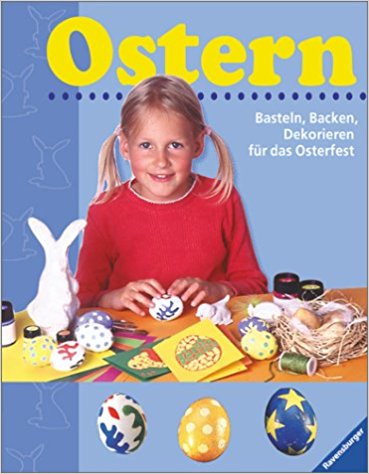 Ostern
Basteln, Backen,
Dekorieren
für das Osterfest
Ravensburger